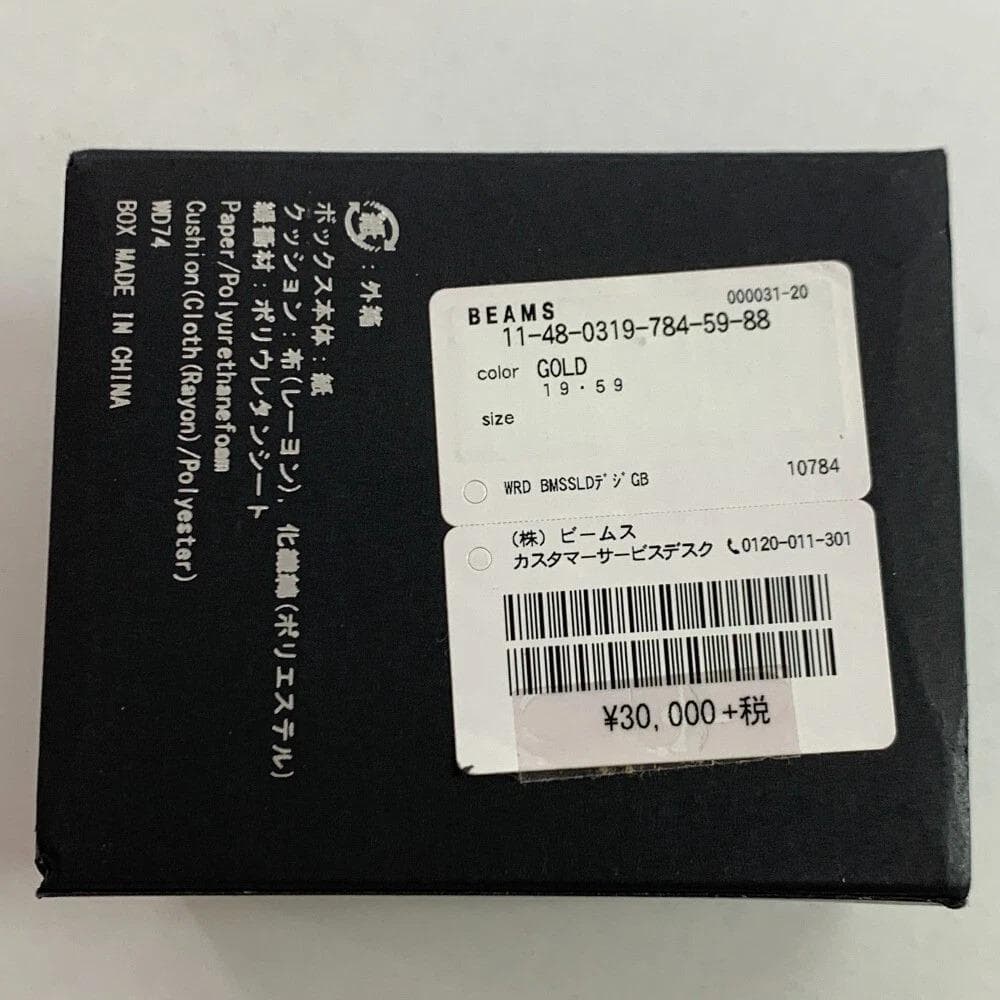 紙
:外箱
ボックス本体:紙
クッション:布(レーヨン), 化繊綿(ポリエステル)
緩衝材:ポリウレタンシート
Paper/Polyurethanefoam
Cushion(Cloth(Rayon)/Polyester)
WD74
BOX MADE IN CHINA
BEAMS 000031-20
11-48-0319-784-59-88
color GOLD
19・59
size
WRD BMSSLDデジGB 10784
(株) ビームス
カスタマーサービスデスク 0120-011-301
¥30,000+税